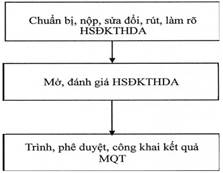 Chuẩn bị, nộp, sửa đổi, rút, làm rõ
HSĐKTHDA
Mở, đánh giá HSĐKTHDA
Trình, phê duyệt, công khai kết quả
MQT